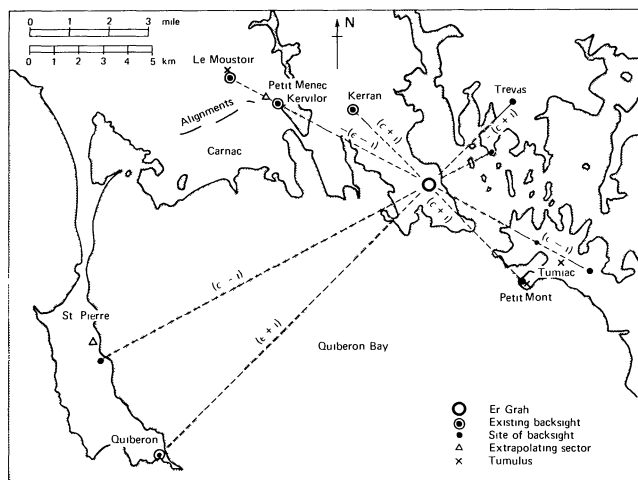 0 1 2 3 mile
0 1 2 3 4 5
km
N
Le Moustoir
Petit Menec
Kervilor
Kerran
Trevas
Alignments
Carnac
(ε + ι)
-(ε - ι)
-(ε + ι)
(ε + ι)
(ε - ι)
Tumiac
Petit Mont
(ε - ι)
St Pierre
(ε + ι)
Quiberon Bay
Quiberon
Er Grah
Existing backsight
Site of backsight
Extrapolating sector
Tumulus